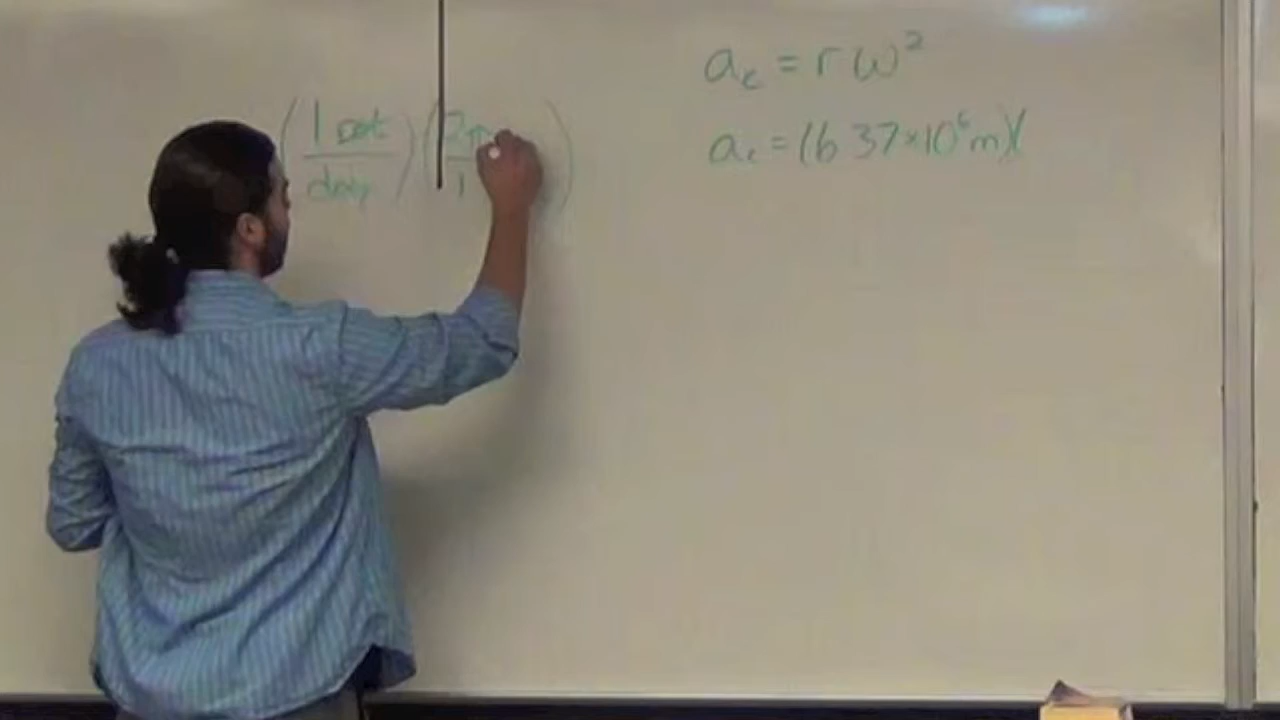 (1 rot / day)(2π / 1 )
a_c = r ω²
a_c = (6.37×10⁶ m)(